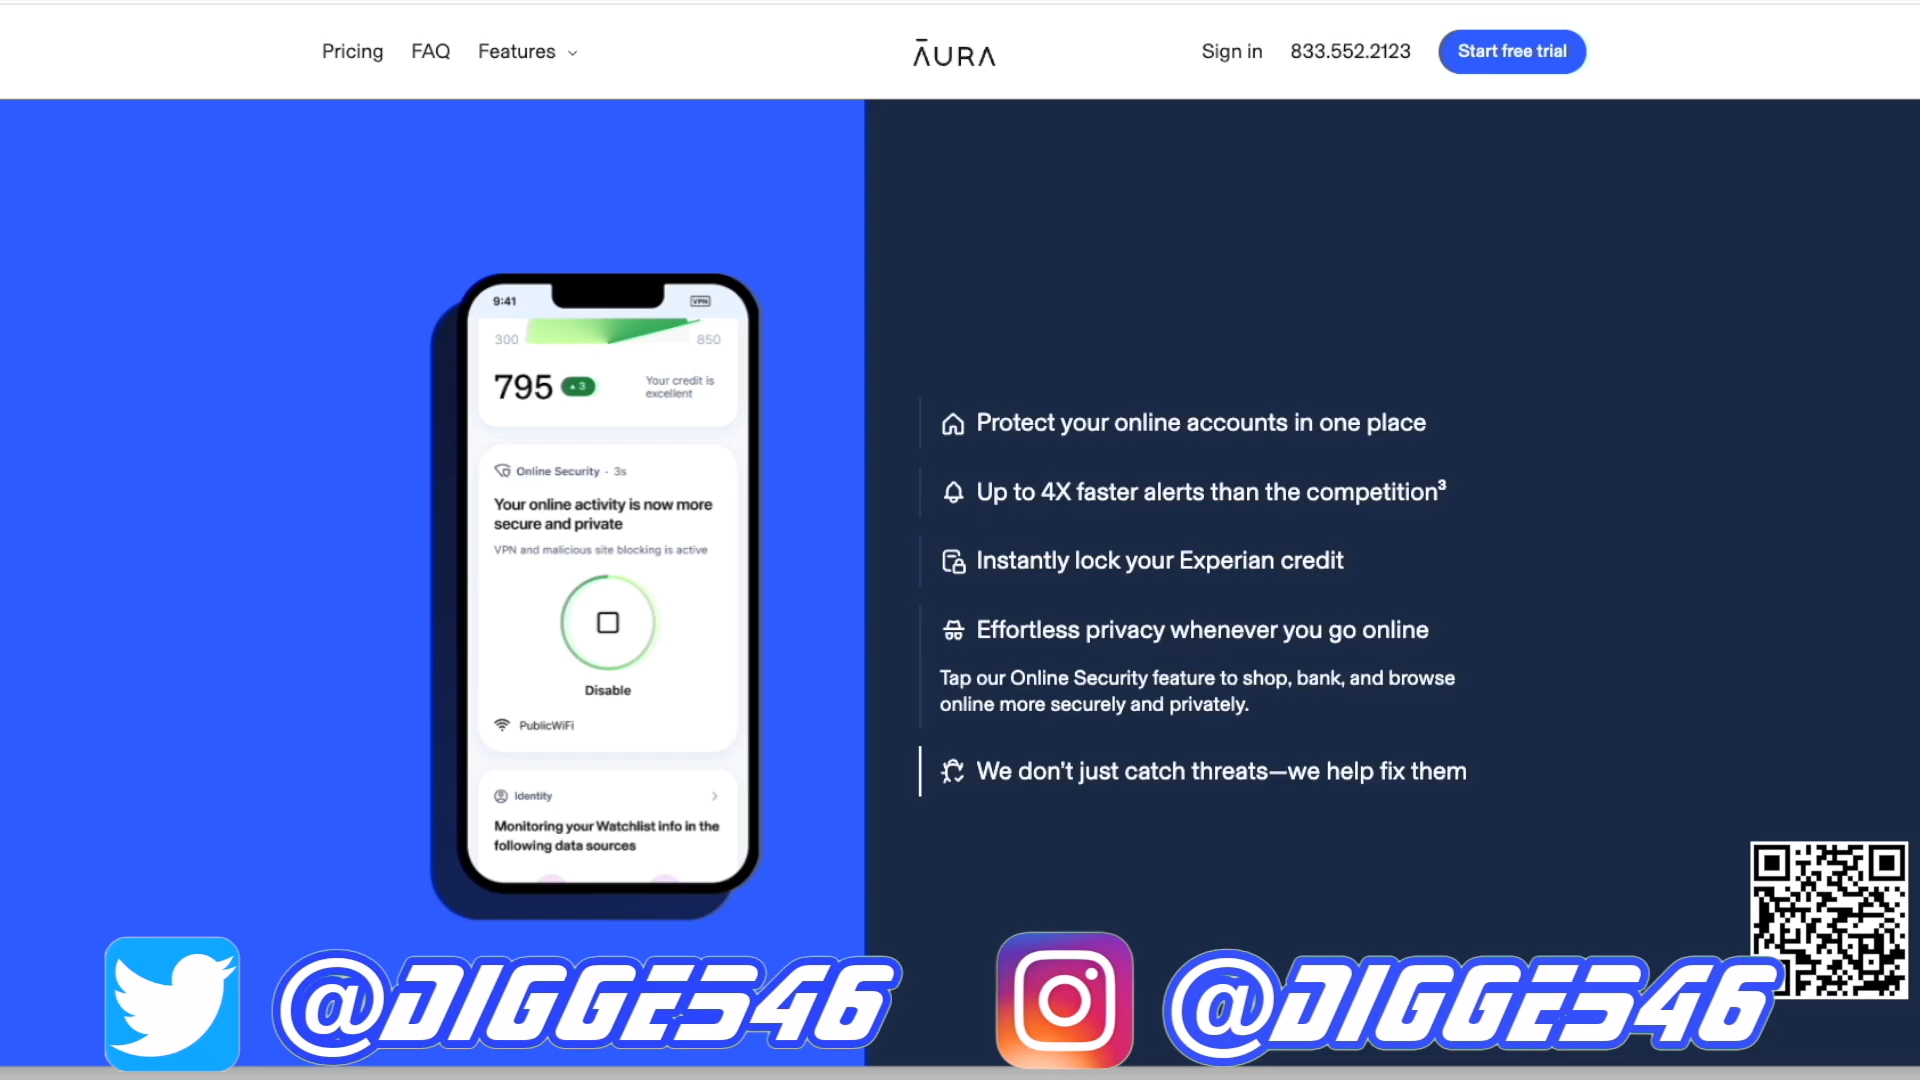 Pricing FAQ Features
ĀURA
Sign in 833.552.2123 Start free trial
9:41 VPN
300 850
795 ▲3 Your credit is
excellent
Online Security · 3s
Your online activity is now more
secure and private
VPN and malicious site blocking is active
Disable
PublicWiFi
Identity
Monitoring your Watchlist info in the
following data sources
Protect your online accounts in one place
Up to 4X faster alerts than the competition³
Instantly lock your Experian credit
Effortless privacy whenever you go online
Tap our Online Security feature to shop, bank, and browse
online more securely and privately.
We don't just catch threats—we help fix them
@DIGGES46 @DIGGES46